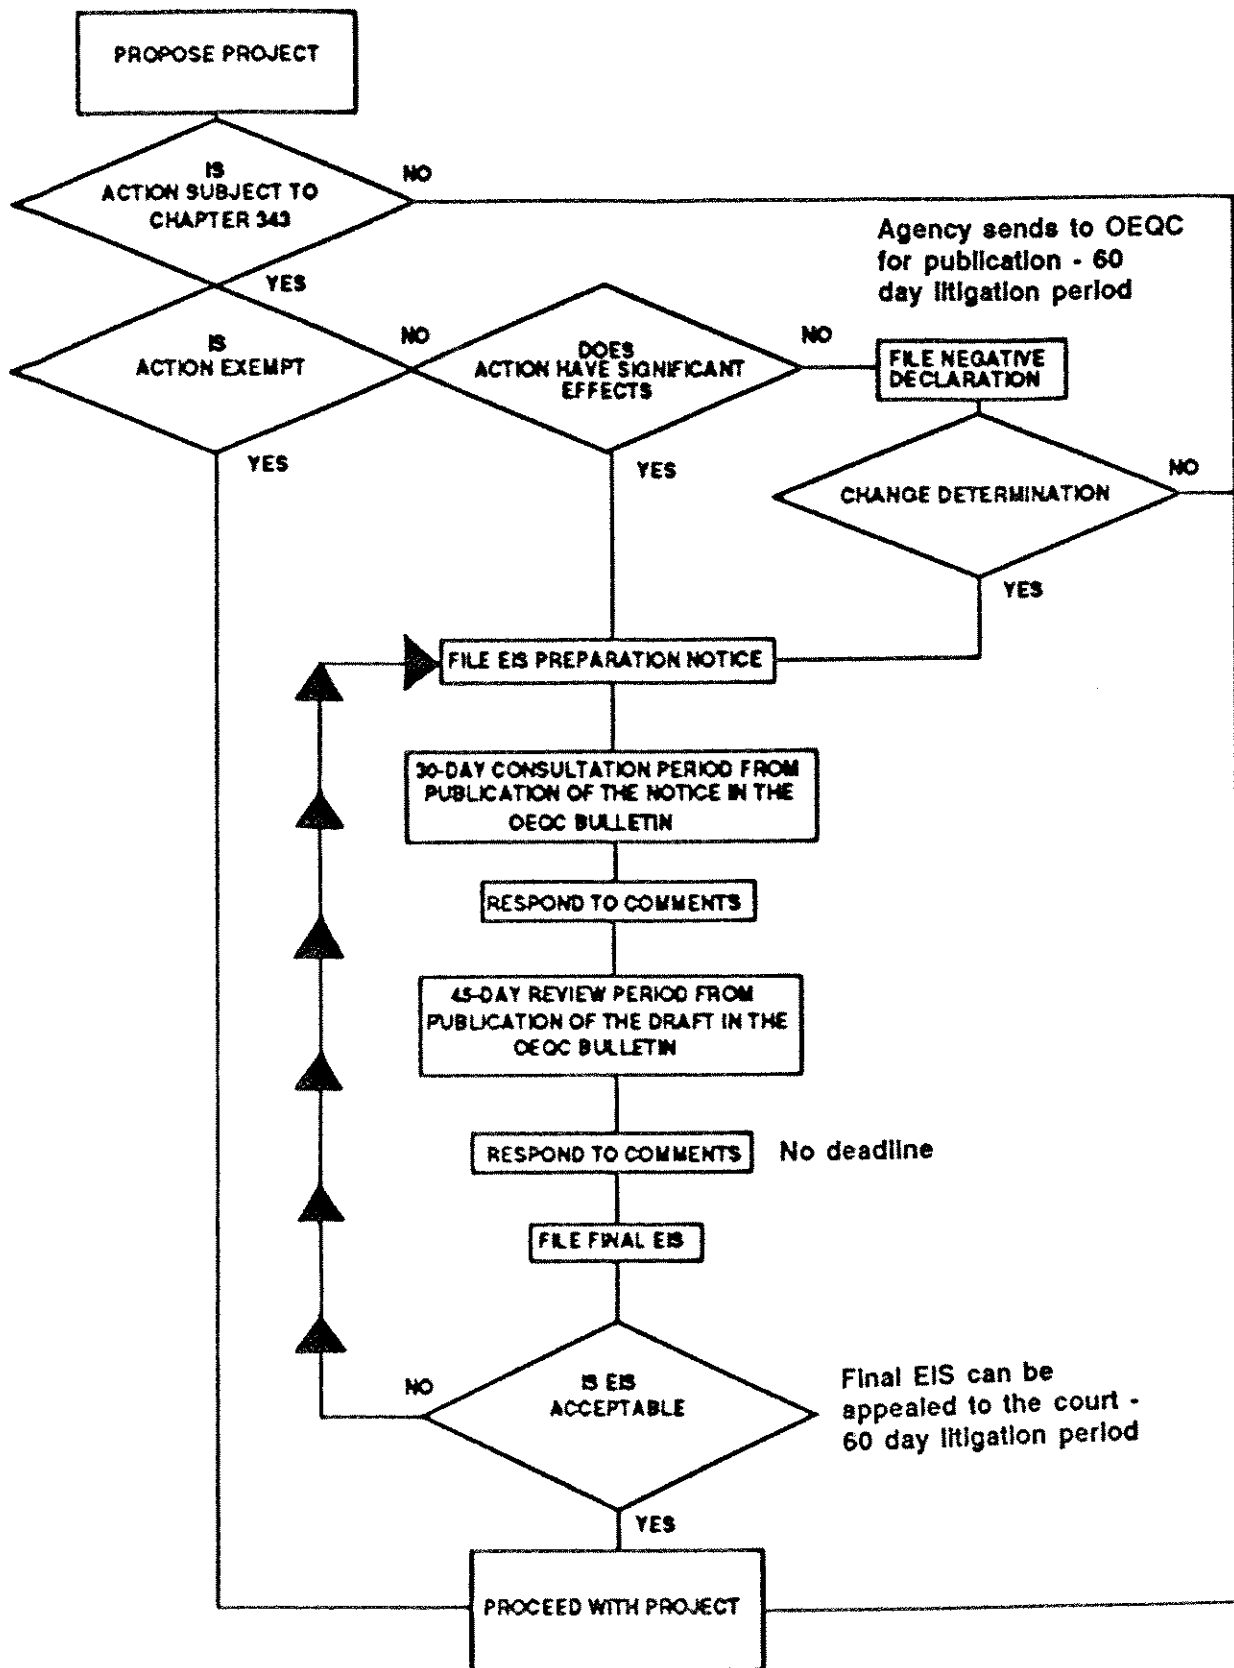 PROPOSE PROJECT
IS
ACTION SUBJECT TO
CHAPTER 343
NO
YES
Agency sends to OEQC
for publication - 60
day litigation period
IS
ACTION EXEMPT
NO
YES
DOES
ACTION HAVE SIGNIFICANT
EFFECTS
NO
YES
FILE NEGATIVE
DECLARATION
CHANGE DETERMINATION
NO
YES
FILE EIS PREPARATION NOTICE
30-DAY CONSULTATION PERIOD FROM
PUBLICATION OF THE NOTICE IN THE
OEQC BULLETIN
RESPOND TO COMMENTS
45-DAY REVIEW PERIOD FROM
PUBLICATION OF THE DRAFT IN THE
OEQC BULLETIN
RESPOND TO COMMENTS
No deadline
FILE FINAL EIS
IS EIS
ACCEPTABLE
NO
YES
Final EIS can be
appealed to the court -
60 day litigation period
PROCEED WITH PROJECT